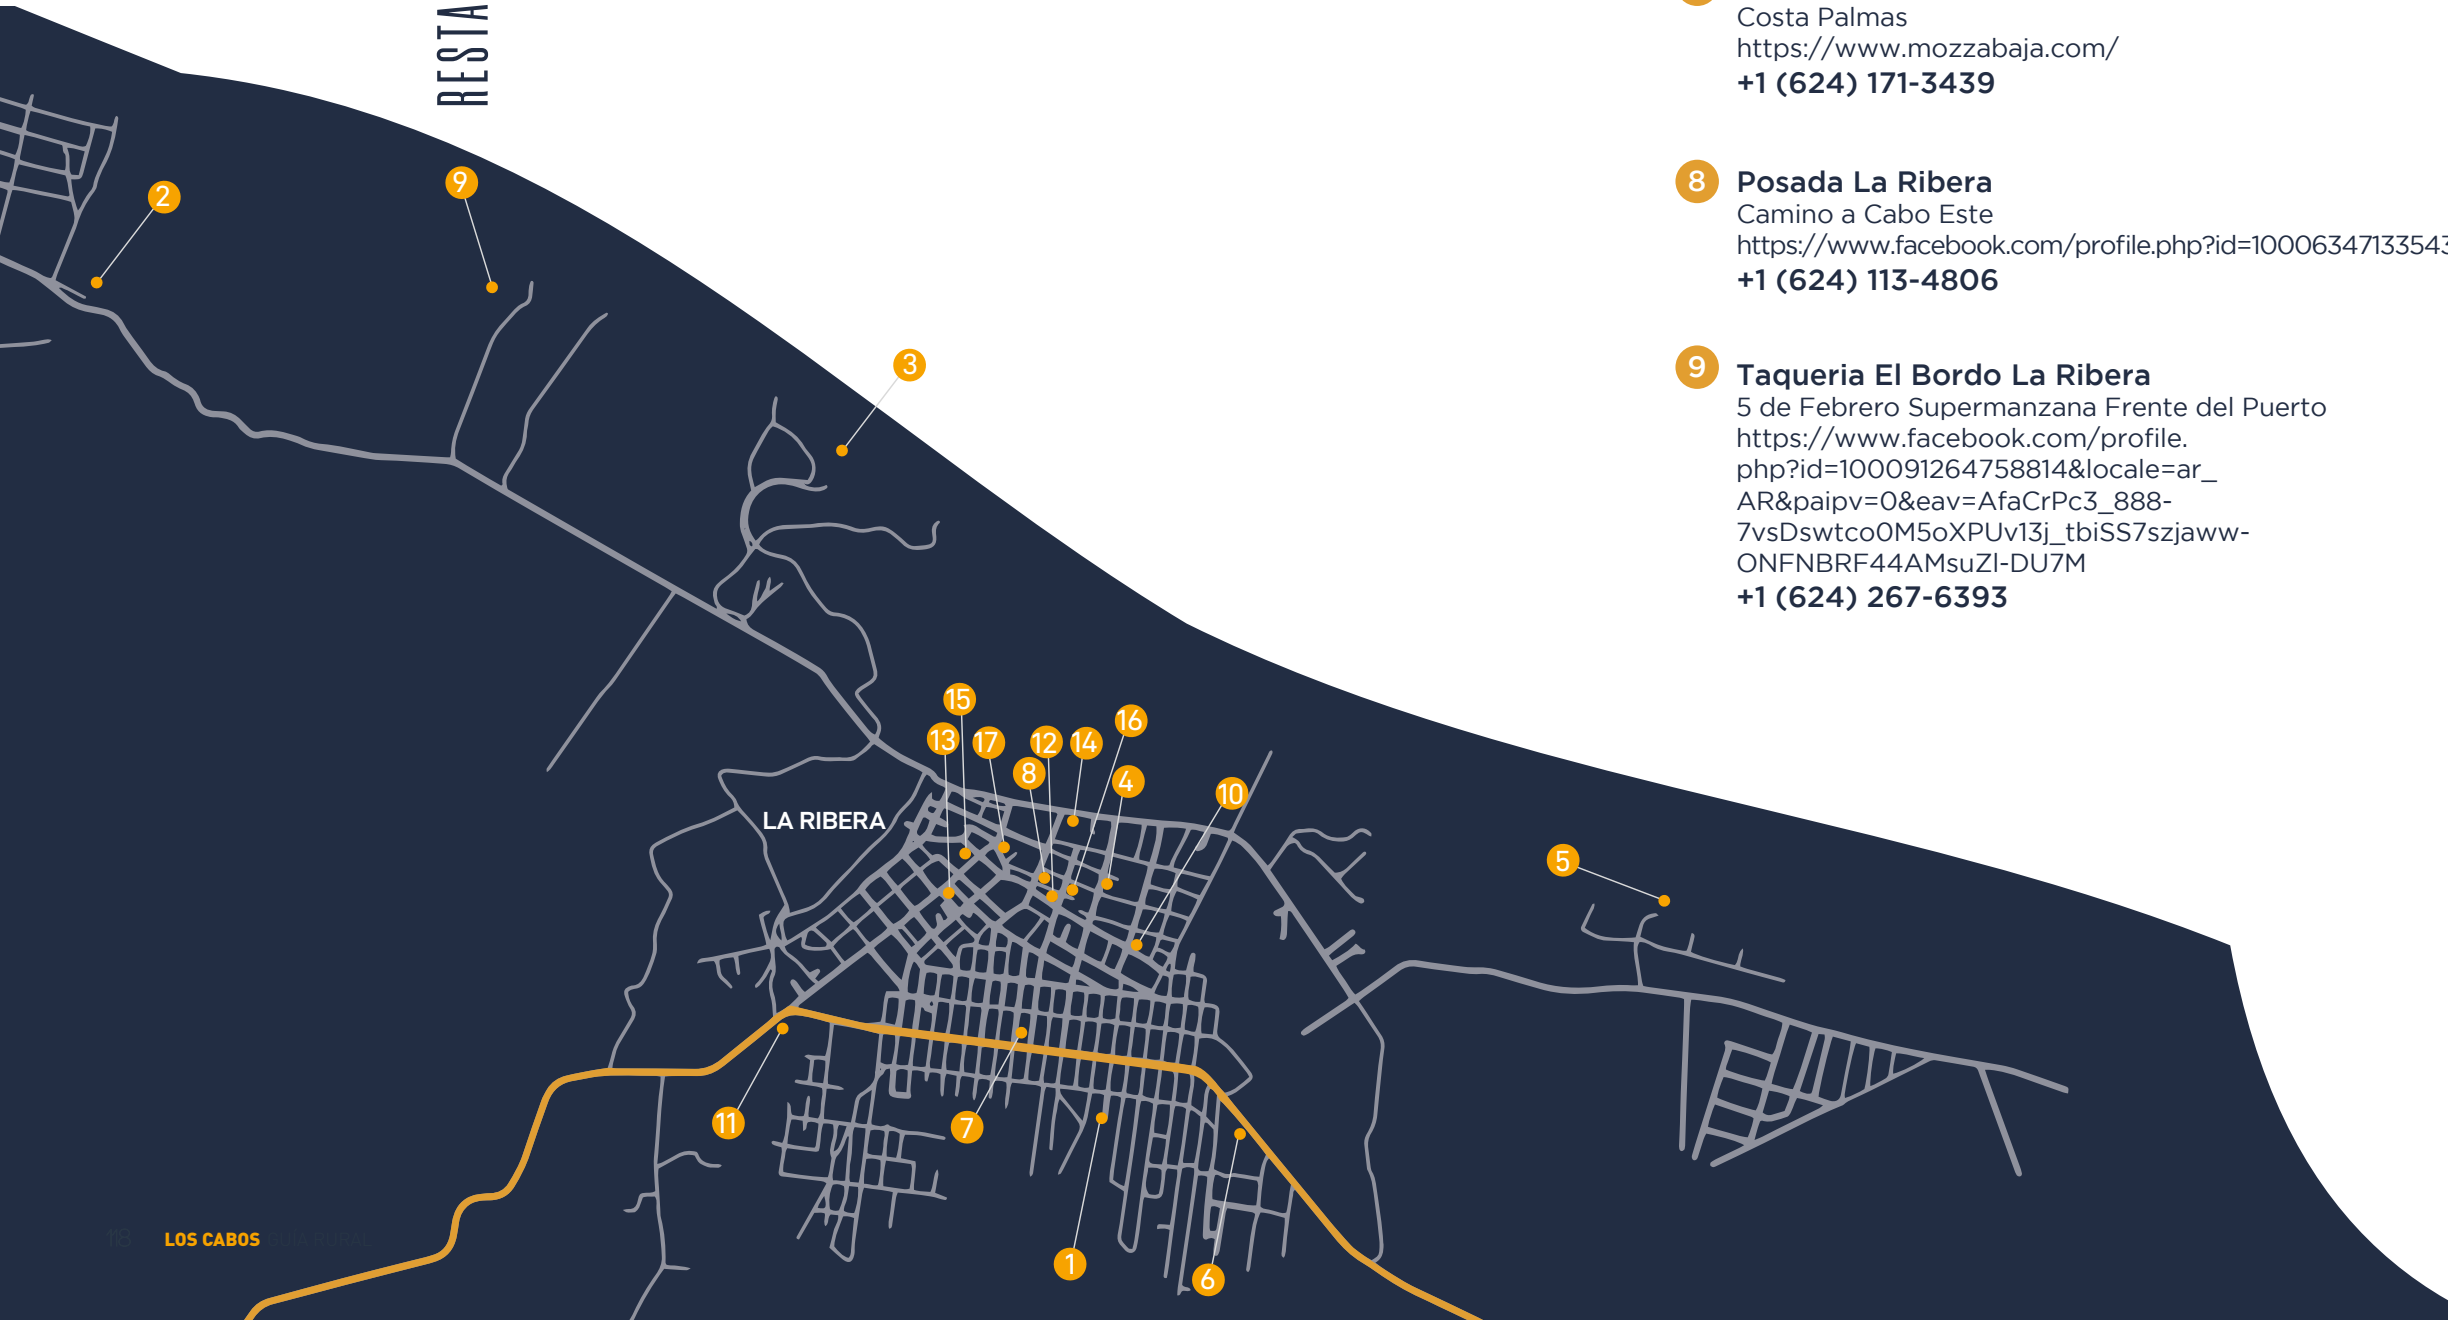 RESTA
Costa Palmas
https://www.mozzabaja.com/
+1 (624) 171-3439
8 Posada La Ribera
Camino a Cabo Este
https://www.facebook.com/profile.php?id=10006347133543
+1 (624) 113-4806
9 Taqueria El Bordo La Ribera
5 de Febrero Supermanzana Frente del Puerto
https://www.facebook.com/profile.
php?id=100091264758814&locale=ar_
AR&paipv=0&eav=AfaCrPc3_888-
7vsDswtco0M5oXPUv13j_tbiSS7szjaww-
ONFNBRF44AMsuZl-DU7M
+1 (624) 267-6393
2
9
3
15
16
13
17
12
14
8
4
10
LA RIBERA
5
11
7
1
6
118 LOS CABOS GUÍA RURAL